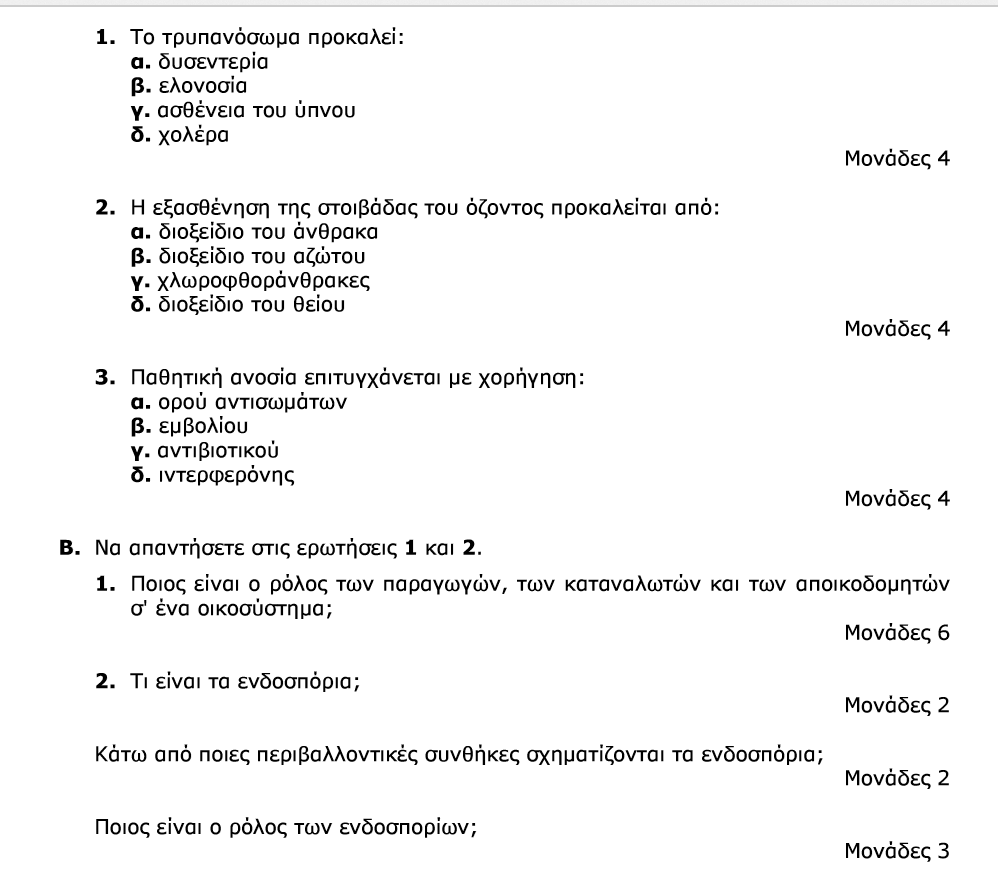 1. Το τρυπανόσωμα προκαλεί:
α. δυσεντερία
β. ελονοσία
γ. ασθένεια του ύπνου
δ. χολέρα
Μονάδες 4
2. Η εξασθένηση της στοιβάδας του όζοντος προκαλείται από:
α. διοξείδιο του άνθρακα
β. διοξείδιο του αζώτου
γ. χλωροφθοράνθρακες
δ. διοξείδιο του θείου
Μονάδες 4
3. Παθητική ανοσία επιτυγχάνεται με χορήγηση:
α. ορού αντισωμάτων
β. εμβολίου
γ. αντιβιοτικού
δ. ιντερφερόνης
Μονάδες 4
Β. Να απαντήσετε στις ερωτήσεις 1 και 2.
1. Ποιος είναι ο ρόλος των παραγωγών, των καταναλωτών και των αποικοδομητών
σ' ένα οικοσύστημα;
Μονάδες 6
2. Τι είναι τα ενδοσπόρια;
Μονάδες 2
Κάτω από ποιες περιβαλλοντικές συνθήκες σχηματίζονται τα ενδοσπόρια;
Μονάδες 2
Ποιος είναι ο ρόλος των ενδοσπορίων;
Μονάδες 3